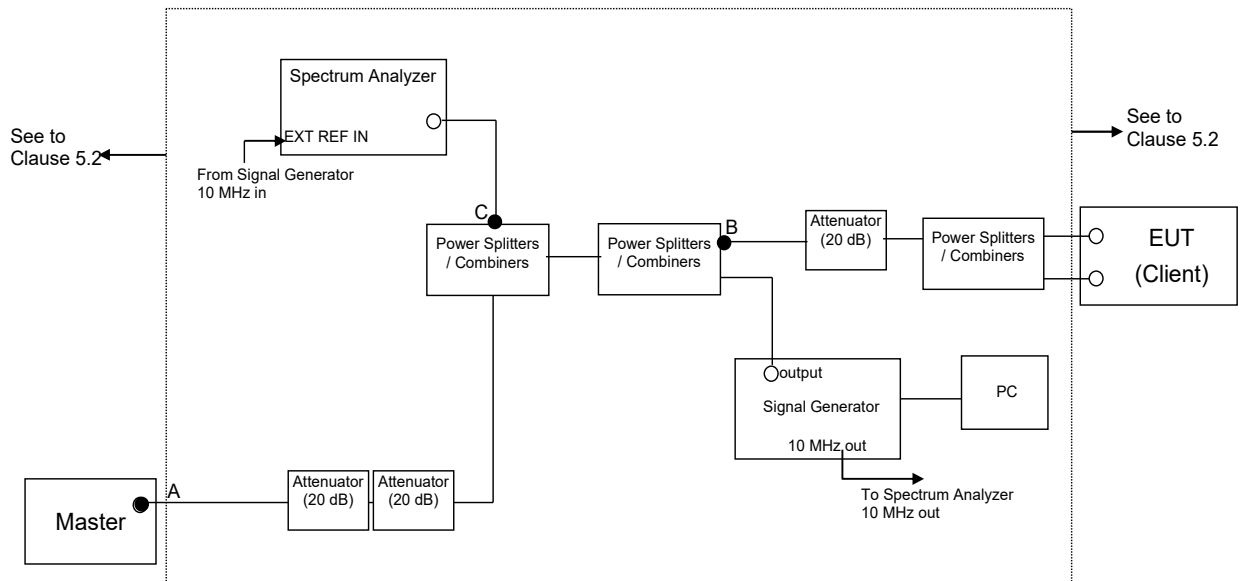 Spectrum Analyzer
EXT REF IN
From Signal Generator
10 MHz in
See to
Clause 5.2
See to
Clause 5.2
C
Power Splitters
/ Combiners
Power Splitters
/ Combiners
B
Attenuator
(20 dB)
Power Splitters
/ Combiners
EUT
(Client)
output
Signal Generator
10 MHz out
PC
To Spectrum Analyzer
10 MHz out
Master
A
Attenuator
(20 dB)
Attenuator
(20 dB)